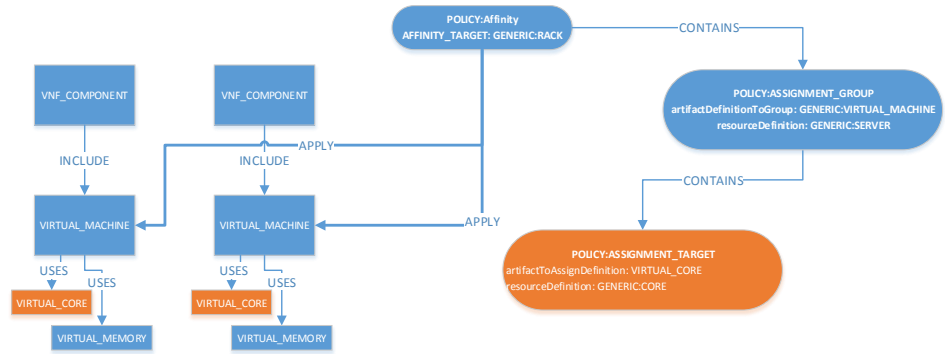 POLICY:Affinity
AFFINITY_TARGET: GENERIC:RACK
CONTAINS
VNF_COMPONENT
VNF_COMPONENT
POLICY:ASSIGNMENT_GROUP
artifactDefinitionToGroup: GENERIC:VIRTUAL_MACHINE
resourceDefinition: GENERIC:SERVER
APPLY
INCLUDE
INCLUDE
CONTAINS
VIRTUAL_MACHINE
VIRTUAL_MACHINE
APPLY
POLICY:ASSIGNMENT_TARGET
artifactToAssignDefinition: VIRTUAL_CORE
resourceDefinition: GENERIC:CORE
USES
USES
USES
USES
VIRTUAL_CORE
VIRTUAL_CORE
VIRTUAL_MEMORY
VIRTUAL_MEMORY